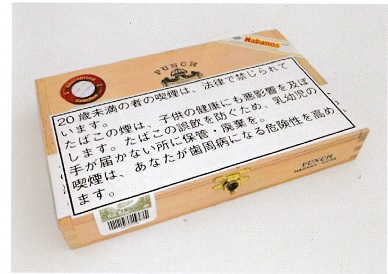 Habanos
PUNCH
20歳未満の者の喫煙は、法律で禁じられて
います。
たばこの煙は、子供の健康にも悪影響を及ぼ
します。たばこの誤飲を防ぐため、乳幼児の
手が届かない所に保管・廃棄を。
喫煙は、あなたが歯周病になる危険性を高め
ます。
PUNCH